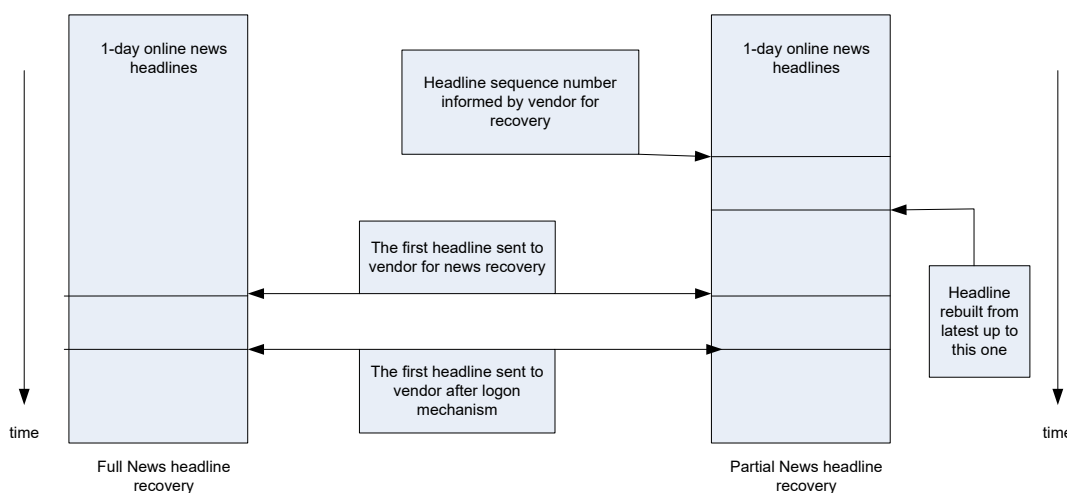 1-day online news
headlines
Headline sequence number
informed by vendor for
recovery
1-day online news
headlines
The first headline sent to
vendor for news recovery
Headline
rebuilt from
latest up to
this one
The first headline sent to
vendor after logon
mechanism
time
time
Full News headline
recovery
Partial News headline
recovery